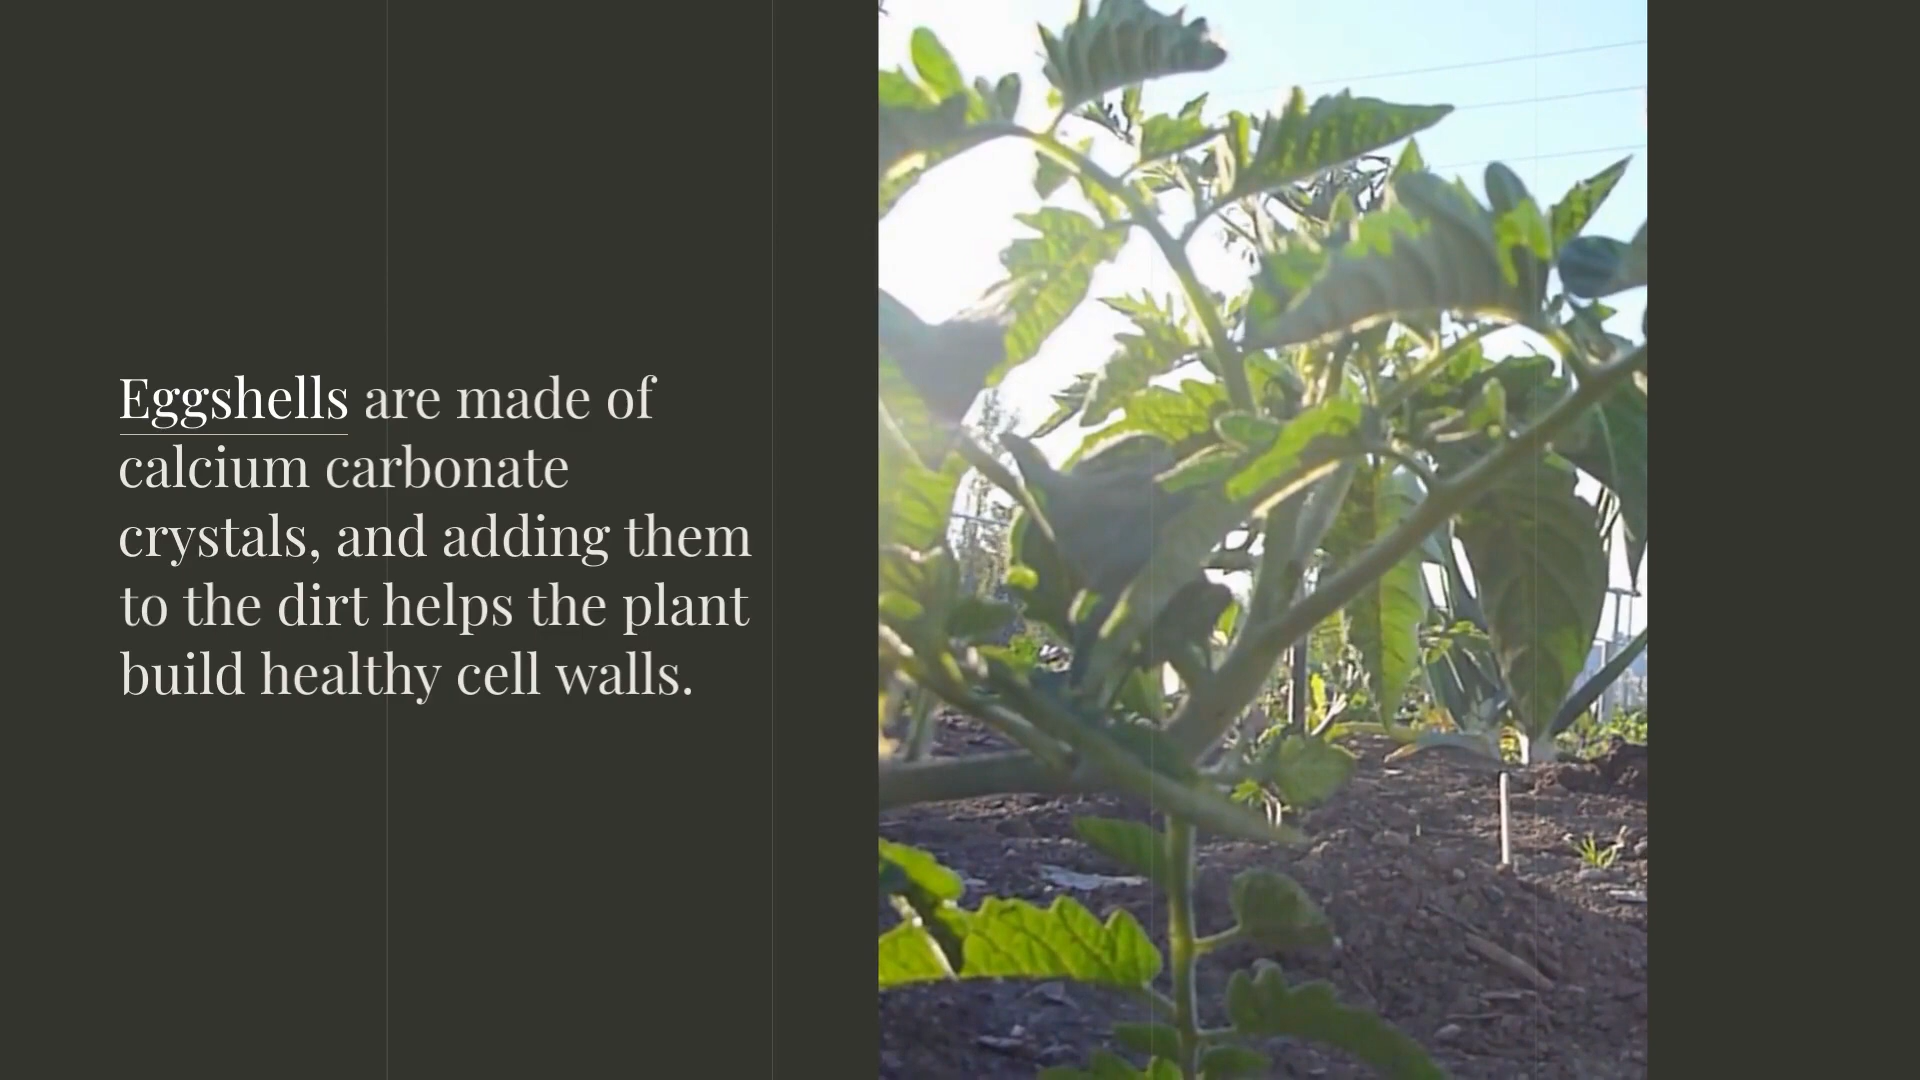 Eggshells are made of
calcium carbonate
crystals, and adding them
to the dirt helps the plant
build healthy cell walls.